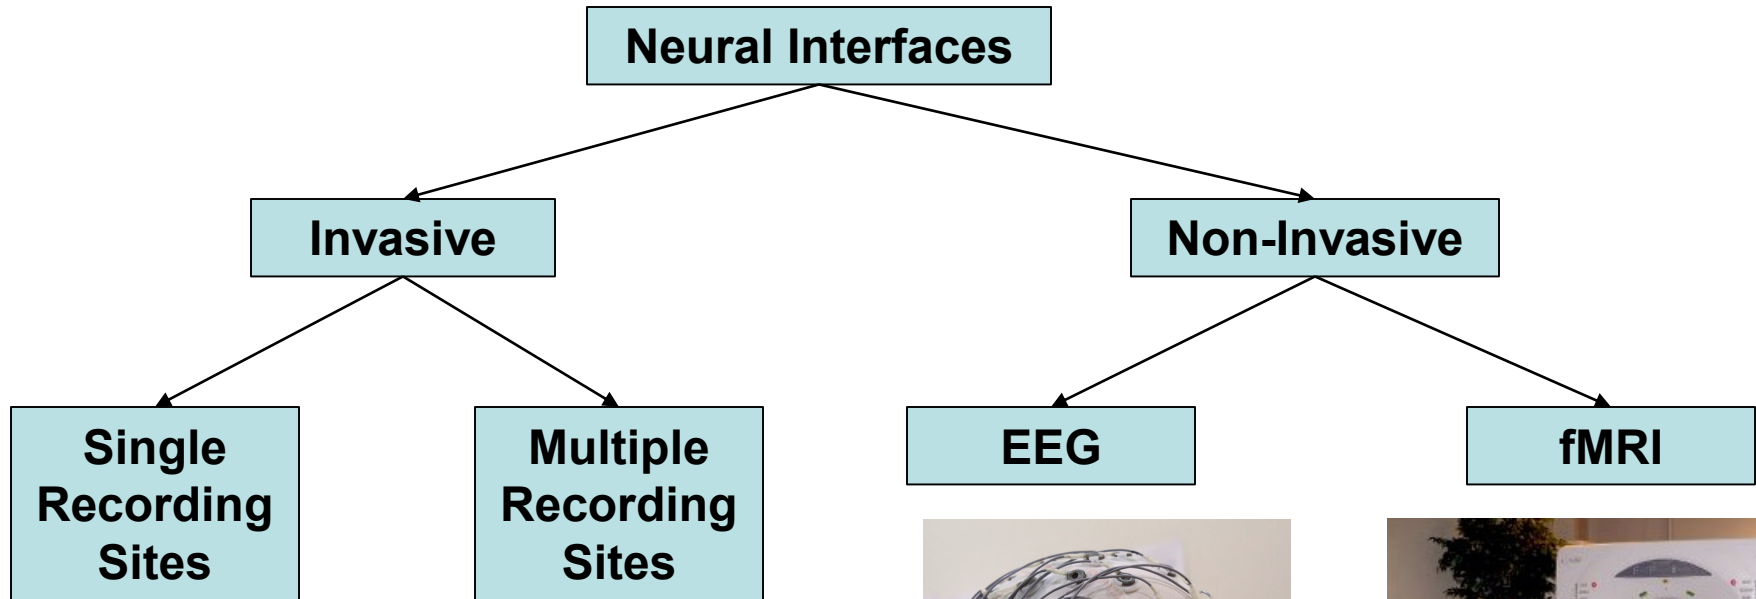 Neural Interfaces
Invasive
Non-Invasive
Single
Recording
Sites
Multiple
Recording
Sites
EEG
fMRI